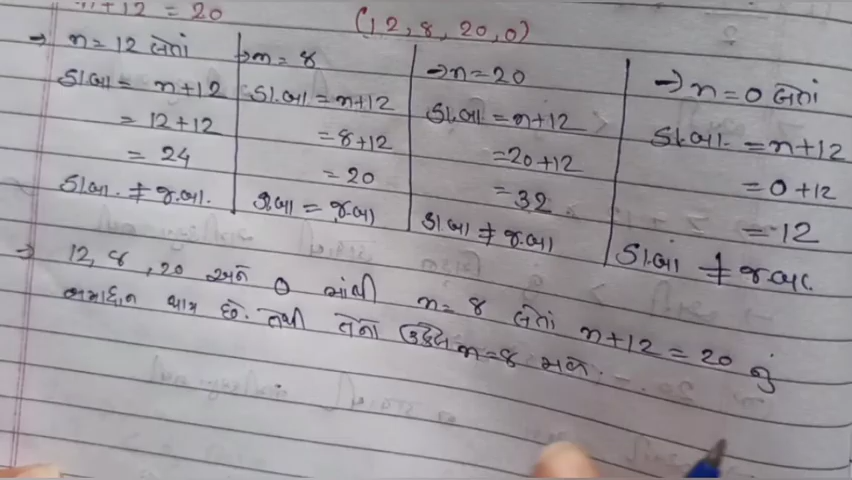 n+12 = 20 (12, 8, 20, 0)
→ n = 12 લેતાં
ડા.બા = n+12
= 12+12
= 24
ડાબા. ≠ જ.બા.
→ n = 8
ડા.બા = n+12
= 8+12
= 20
ડા.બા = જ.બા
→ n = 20
ડા.બા = n+12
= 20+12
= 32
ડા.બા ≠ જ.બા
→ n = 0 લેતાં
ડા.બા. = n+12
= 0+12
= 12
ડા.બા ≠ જ.બા.
→ 12, 8, 20 અને 0 માંથી n = 8 લેતાં n+12 = 20 નું
સમાધાન થાય છે. તેથી તેનો ઉકેલ n=8 મળે.